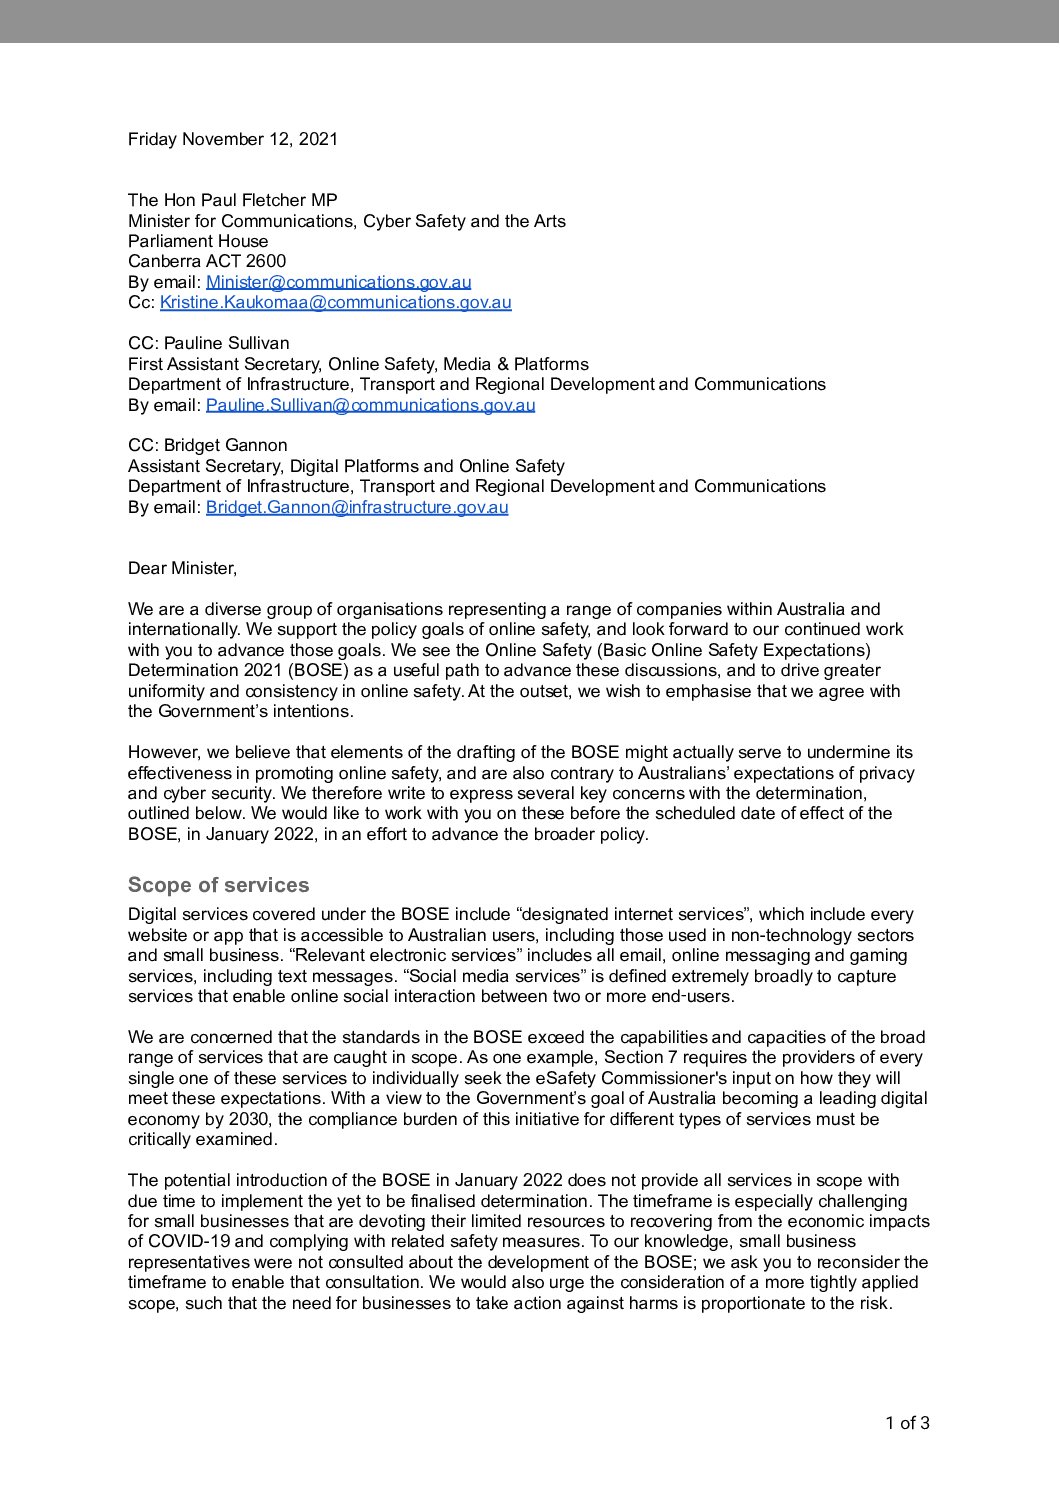 Friday November 12, 2021
The Hon Paul Fletcher MP
Minister for Communications, Cyber Safety and the Arts
Parliament House
Canberra ACT 2600
By email: Minister@communications.gov.au
Cc: Kristine.Kaukomaa@communications.gov.au
CC: Pauline Sullivan
First Assistant Secretary, Online Safety, Media & Platforms
Department of Infrastructure, Transport and Regional Development and Communications
By email: Pauline.Sullivan@communications.gov.au
CC: Bridget Gannon
Assistant Secretary, Digital Platforms and Online Safety
Department of Infrastructure, Transport and Regional Development and Communications
By email: Bridget.Gannon@infrastructure.gov.au
Dear Minister,
We are a diverse group of organisations representing a range of companies within Australia and
internationally. We support the policy goals of online safety, and look forward to our continued work
with you to advance those goals. We see the Online Safety (Basic Online Safety Expectations)
Determination 2021 (BOSE) as a useful path to advance these discussions, and to drive greater
uniformity and consistency in online safety. At the outset, we wish to emphasise that we agree with
the Government’s intentions.
However, we believe that elements of the drafting of the BOSE might actually serve to undermine its
effectiveness in promoting online safety, and are also contrary to Australians’ expectations of privacy
and cyber security. We therefore write to express several key concerns with the determination,
outlined below. We would like to work with you on these before the scheduled date of effect of the
BOSE, in January 2022, in an effort to advance the broader policy.
Scope of services
Digital services covered under the BOSE include “designated internet services”, which include every
website or app that is accessible to Australian users, including those used in non-technology sectors
and small business. “Relevant electronic services” includes all email, online messaging and gaming
services, including text messages. “Social media services” is defined extremely broadly to capture
services that enable online social interaction between two or more end-users.
We are concerned that the standards in the BOSE exceed the capabilities and capacities of the broad
range of services that are caught in scope. As one example, Section 7 requires the providers of every
single one of these services to individually seek the eSafety Commissioner's input on how they will
meet these expectations. With a view to the Government’s goal of Australia becoming a leading digital
economy by 2030, the compliance burden of this initiative for different types of services must be
critically examined.
The potential introduction of the BOSE in January 2022 does not provide all services in scope with
due time to implement the yet to be finalised determination. The timeframe is especially challenging
for small businesses that are devoting their limited resources to recovering from the economic impacts
of COVID-19 and complying with related safety measures. To our knowledge, small business
representatives were not consulted about the development of the BOSE; we ask you to reconsider the
timeframe to enable that consultation. We would also urge the consideration of a more tightly applied
scope, such that the need for businesses to take action against harms is proportionate to the risk.
1 of 3